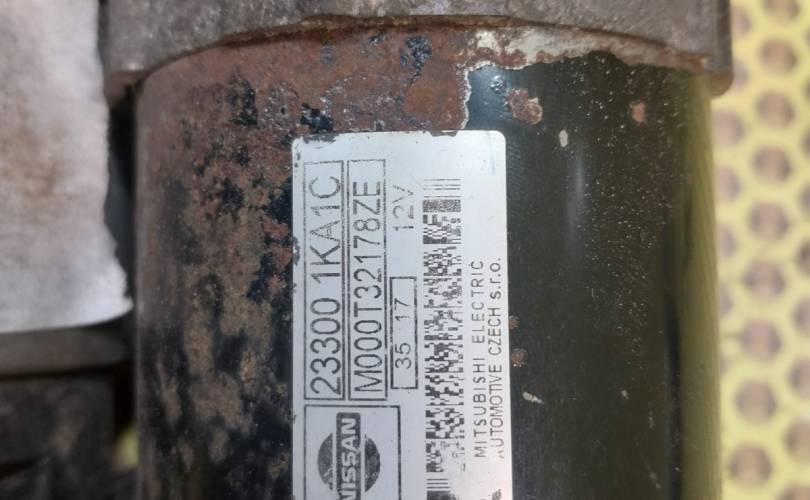 23300 1KA1C
M000T32178ZE
35 17 12V
NISSAN
MITSUBISHI ELECTRIC
AUTOMOTIVE CZECH s.r.o.